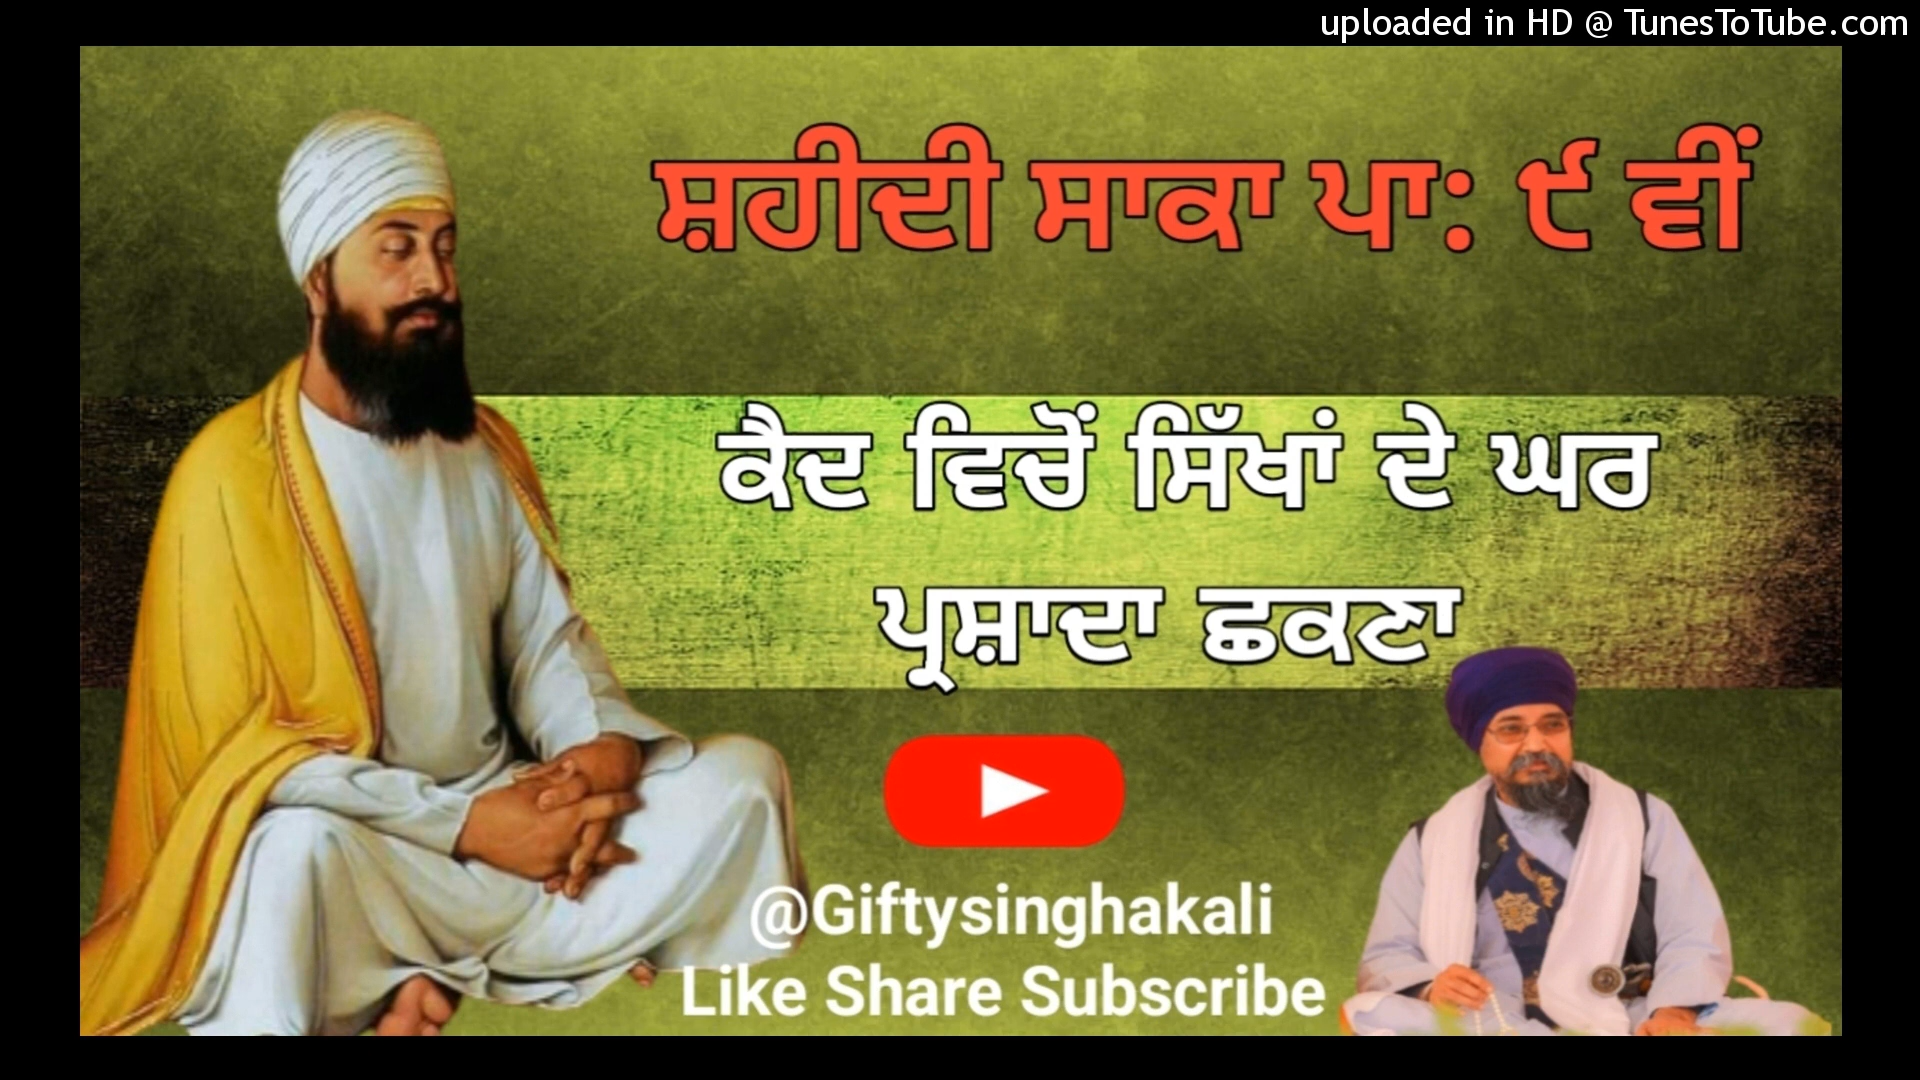 uploaded in HD @ TunesToTube.com
ਸ਼ਹੀਦੀ ਸਾਕਾ ਪਾ: ੯ ਵੀਂ
ਕੈਦ ਵਿਚੋਂ ਸਿੱਖਾਂ ਦੇ ਘਰ
ਪ੍ਰਸ਼ਾਦਾ ਛਕਣਾ
@Giftysinghakali
Like Share Subscribe